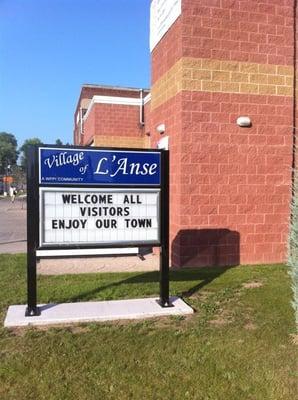 Village
of L'Anse
A WPPI COMMUNITY
WELCOME ALL
VISITORS
ENJOY OUR TOWN